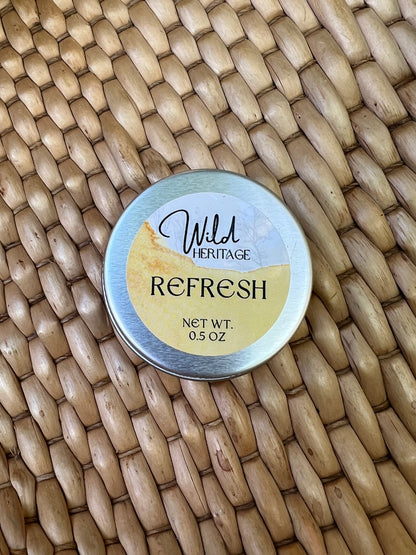 Wild
HERITAGE
REFRESH
NET WT.
0.5 OZ